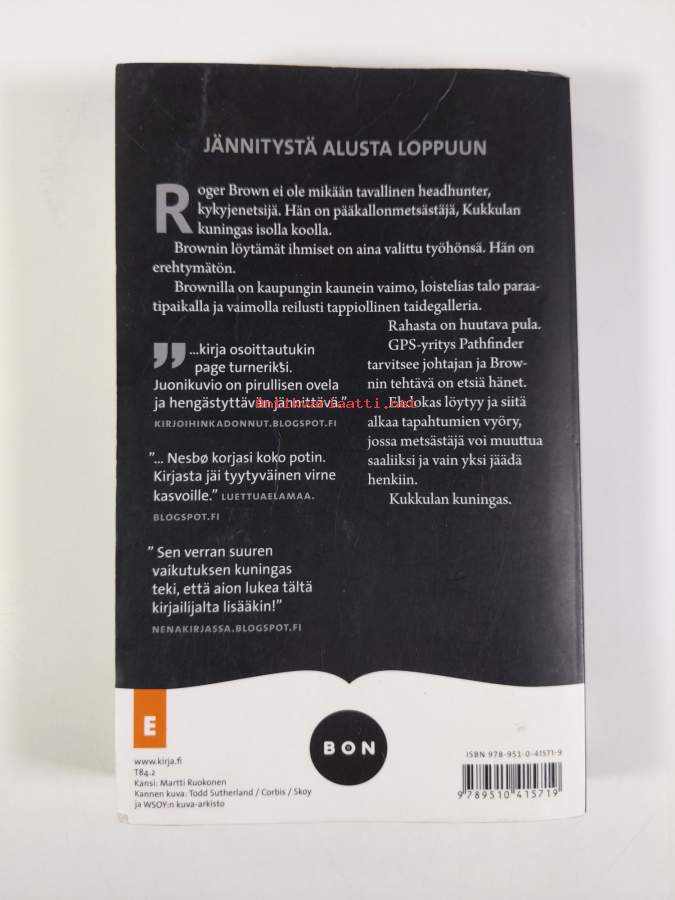 JÄNNITYSTÄ ALUSTA LOPPUUN
Roger Brown ei ole mikään tavallinen headhunter,
kykyjenetsijä. Hän on pääkallonmetsästäjä, Kukkulan
kuningas isolla koolla.
Brownin löytämät ihmiset on aina valittu työhönsä. Hän on
erehtymätön.
Brownilla on kaupungin kaunein vaimo, loistelias talo paraa-
tipaikalla ja vaimolla reilusti tappiollinen taidegalleria.
Rahasta on huutava pula.
GPS-yritys Pathfinder
tarvitsee johtajan ja Brow-
nin tehtävä on etsiä hänet.
Ehdokas löytyy ja siitä
alkaa tapahtumien vyöry,
jossa metsästäjä voi muuttua
saaliiksi ja vain yksi jäädä
henkiin.
Kukkulan kuningas.
”...kirja osoittautukin
page turneriksi.
Juonikuvio on pirullisen ovela
ja hengästyttävän jännittävä.”
KIRJOIHINKADONNUT.BLOGSPOT.FI
”... Nesbø korjasi koko potin.
Kirjasta jäi tyytyväinen virne
kasvoille.” LUETTUAELAMAA.
BLOGSPOT.FI
” Sen verran suuren
vaikutuksen kuningas
teki, että aion lukea tältä
kirjailijalta lisääkin!”
NENAKIRJASSA.BLOGSPOT.FI
antikvariaatti.net
E
www.kirja.fi
T84.2
Kansi: Martti Ruokonen
Kannen kuva: Todd Sutherland / Corbis / Skoy
ja WSOY:n kuva-arkisto
BON
ISBN 978-951-0-41571-9
9 789510 415719